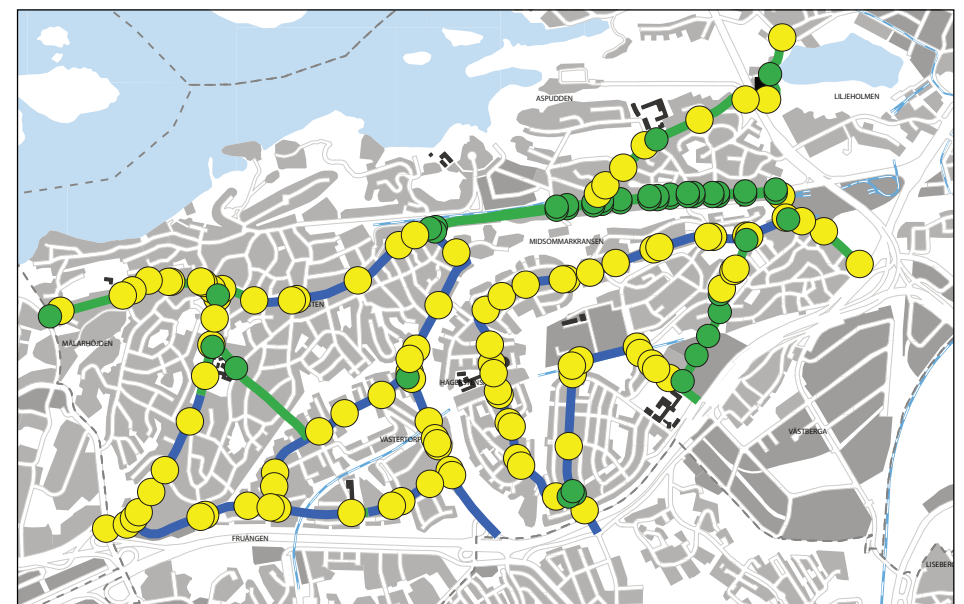 ASPUDDEN
LILJEHOLMEN
MIDSOMMARKRANSEN
MÄLARHÖJDEN
VÄSTERTORP
VÄSTBERGA
FRUÄNGEN